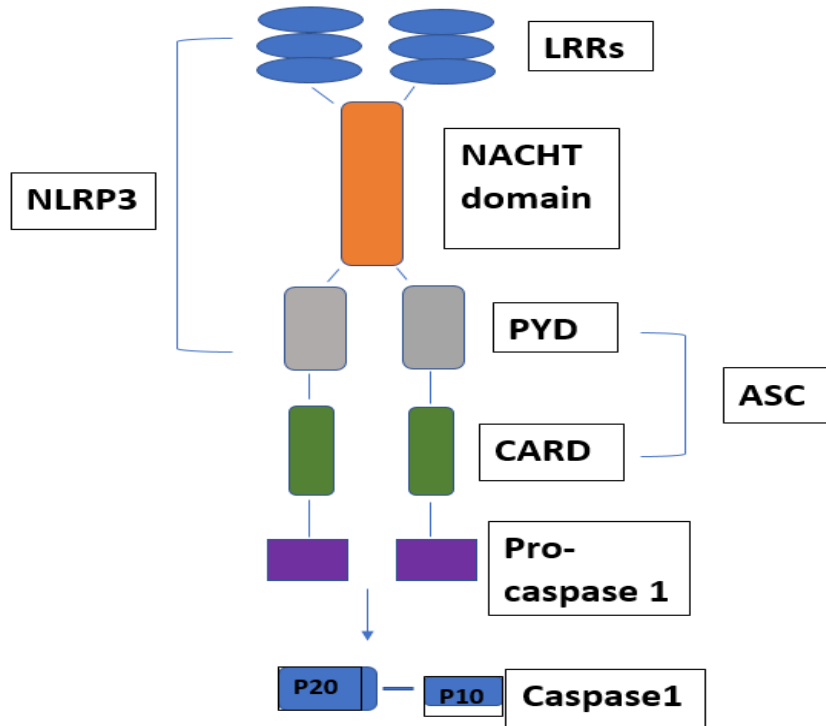 LRRs
NACHT
domain
NLRP3
PYD
ASC
CARD
Pro-
caspase 1
P20
P10
Caspase1